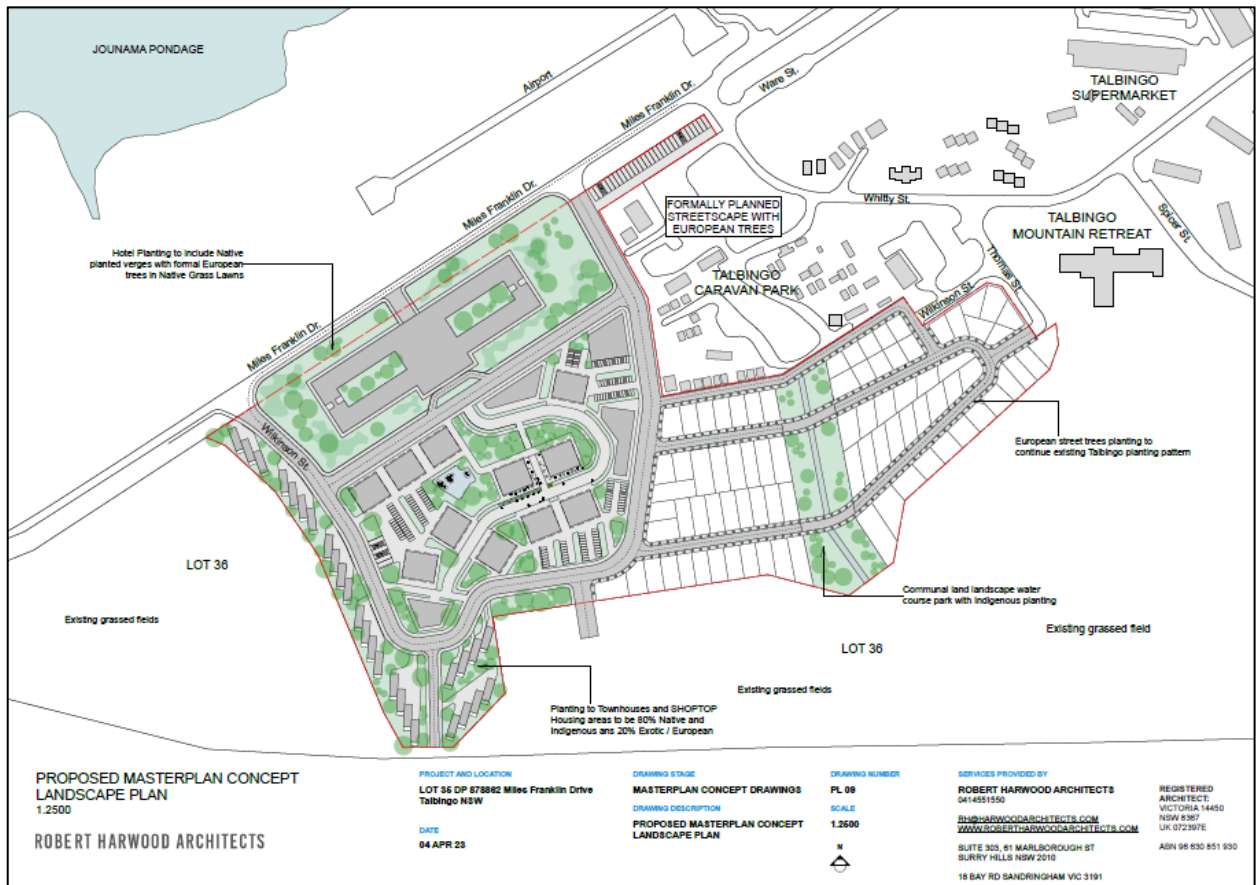 JOUNAMA PONDAGE
Airport
Miles Franklin Dr.
Ware St.
TALBINGO
SUPERMARKET
Miles Franklin Dr.
FORMALLY PLANNED
STREETSCAPE WITH
EUROPEAN TREES
Whitty St.
Spicer St.
TALBINGO
MOUNTAIN RETREAT
Hotel Planting to include Native
planted verges with formal European
trees in Native Grass Lawns
TALBINGO
CARAVAN PARK
Thomas St.
Wilkinson St.
Miles Franklin Dr.
Wilkinson St.
European street trees planting to
continue existing Talbingo planting pattern
LOT 36
Existing grassed fields
Communal land landscape water
course park with indigenous planting
Existing grassed field
LOT 36
Existing grassed fields
Planting to Townhouses and SHOPTOP
Housing areas to be 80% Native and
Indigenous ans 20% Exotic / European
PROPOSED MASTERPLAN CONCEPT
LANDSCAPE PLAN
1.2500
ROBERT HARWOOD ARCHITECTS
PROJECT AND LOCATION
LOT 36 DP 878862 Miles Franklin Drive
Talbingo NSW
DATE
04 APR 23
DRAWING STAGE
MASTERPLAN CONCEPT DRAWINGS
DRAWING DESCRIPTION
PROPOSED MASTERPLAN CONCEPT
LANDSCAPE PLAN
DRAWING NUMBER
PL 09
SCALE
1.2500
N
SERVICES PROVIDED BY
ROBERT HARWOOD ARCHITECTS
0414551550
RH@HARWOODARCHITECTS.COM
WWW.ROBERTHARWOODARCHITECTS.COM
SUITE 303, 61 MARLBOROUGH ST
SURRY HILLS NSW 2010
18 BAY RD SANDRINGHAM VIC 3191
REGISTERED
ARCHITECT:
VICTORIA 14450
NSW 8367
UK 072397E
ABN 96 630 851 930